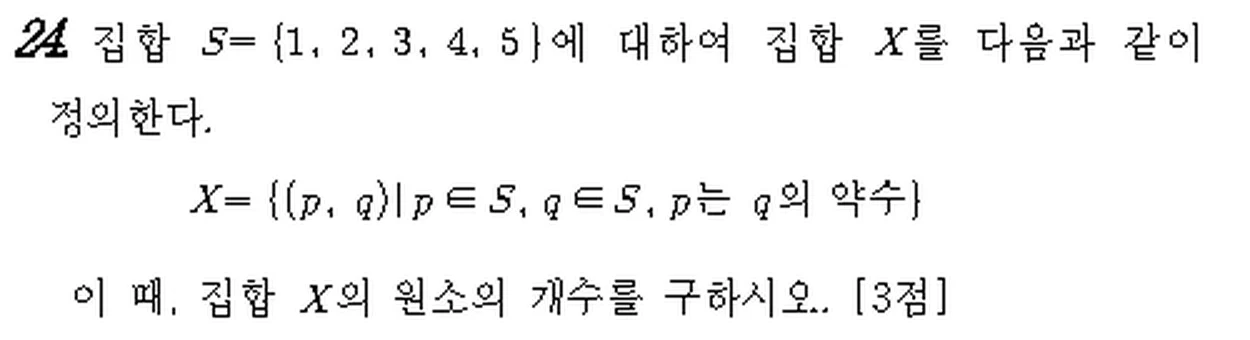 24 집합 S= {1, 2, 3, 4, 5}에 대하여 집합 X를 다음과 같이
정의한다.
X= {(p, q)| p∈S, q∈S, p는 q의 약수}
이 때, 집합 X의 원소의 개수를 구하시오.. [3점]